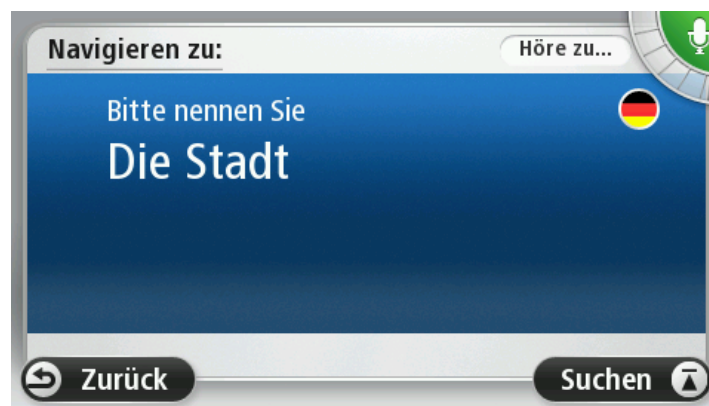 Navigieren zu:
Höre zu...
Bitte nennen Sie
Die Stadt
Zurück
Suchen